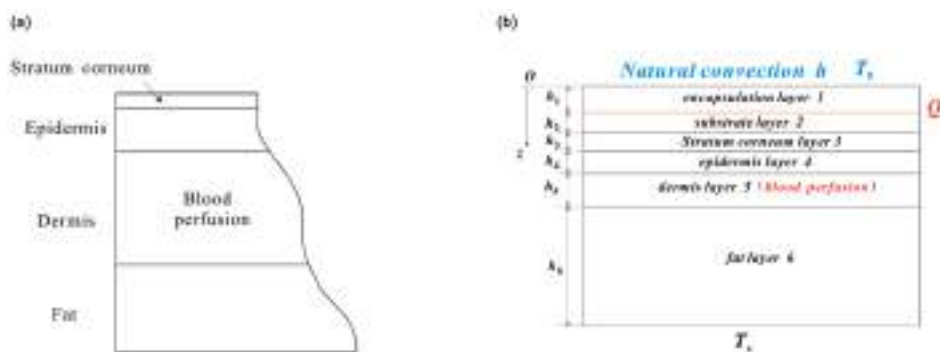 (a)
Stratum corneum
Epidermis
Dermis
Blood
perfusion
Fat
(b)
Natural convection h
0
encapsulation layer 1
substrate layer 2
Stratum corneum layer 3
epidermis layer 4
dermis layer 5 (blood perfusion)
fat layer 6